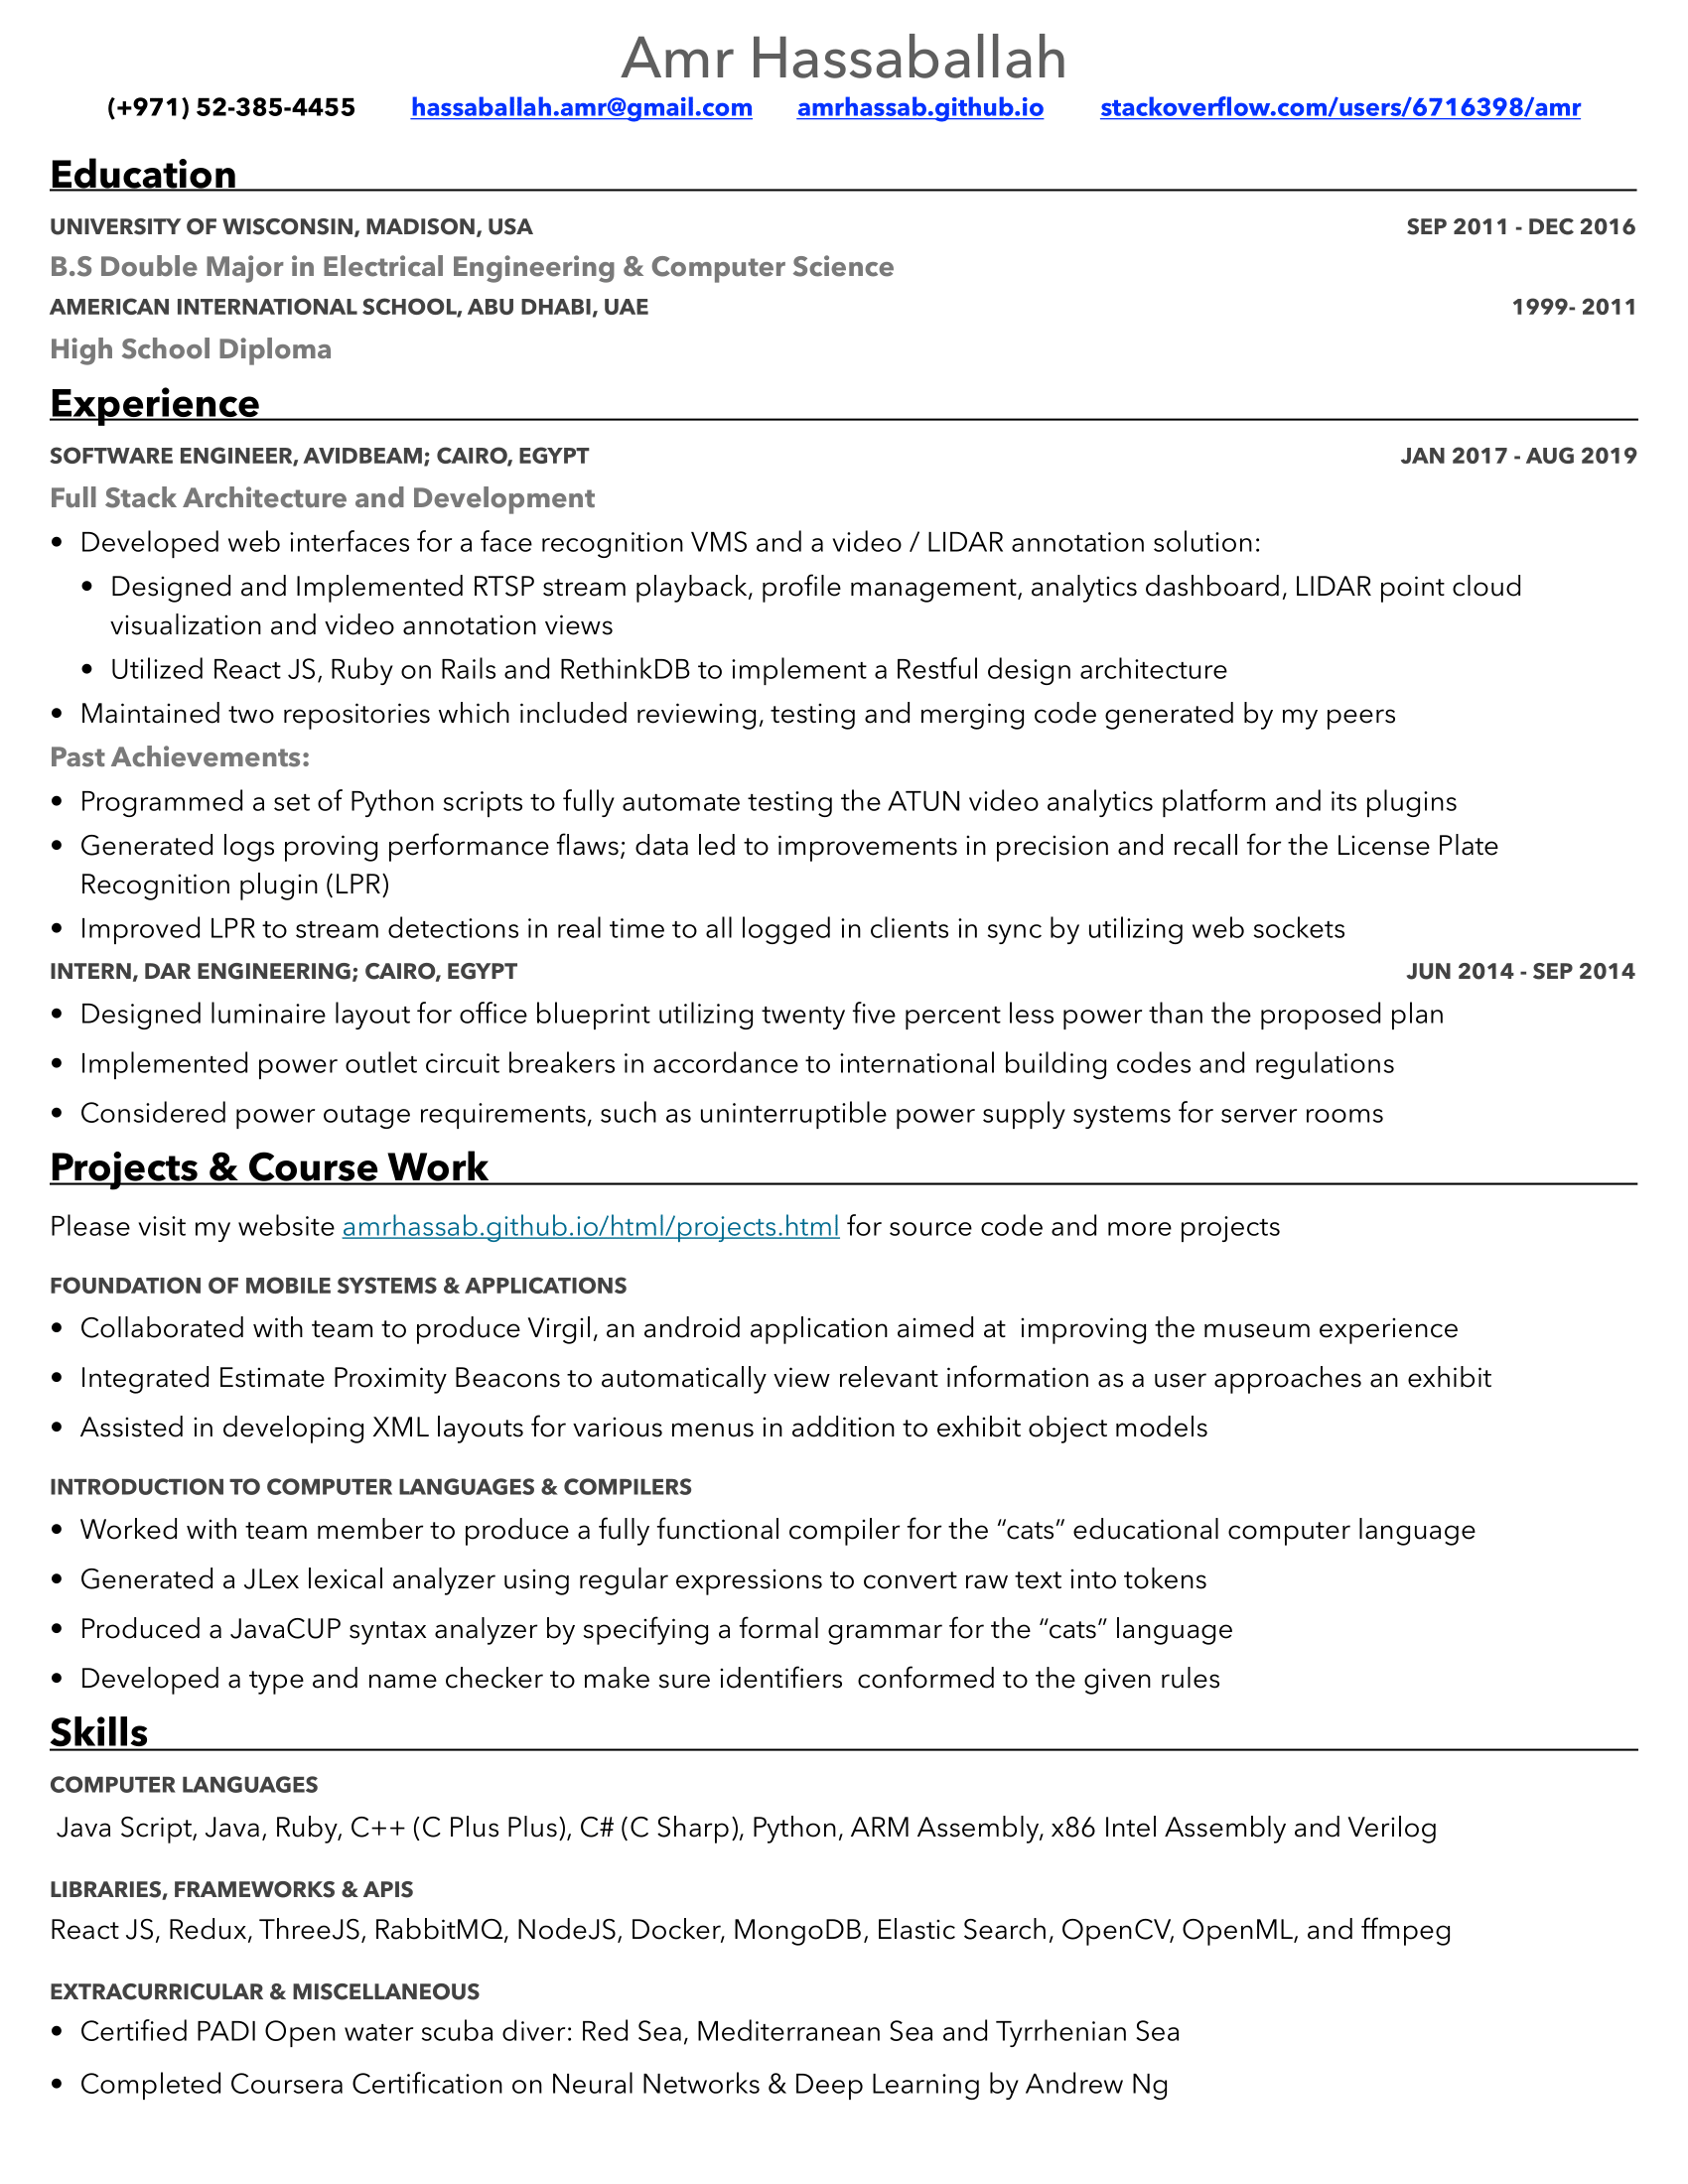 Amr Hassaballah
(+971) 52-385-4455 hassaballah.amr@gmail.com amrhassab.github.io stackoverflow.com/users/6716398/amr
Education
UNIVERSITY OF WISCONSIN, MADISON, USA SEP 2011 - DEC 2016
B.S Double Major in Electrical Engineering & Computer Science
AMERICAN INTERNATIONAL SCHOOL, ABU DHABI, UAE 1999- 2011
High School Diploma
Experience
SOFTWARE ENGINEER, AVIDBEAM; CAIRO, EGYPT JAN 2017 - AUG 2019
Full Stack Architecture and Development
• Developed web interfaces for a face recognition VMS and a video / LIDAR annotation solution:
• Designed and Implemented RTSP stream playback, profile management, analytics dashboard, LIDAR point cloud
visualization and video annotation views
• Utilized React JS, Ruby on Rails and RethinkDB to implement a Restful design architecture
• Maintained two repositories which included reviewing, testing and merging code generated by my peers
Past Achievements:
• Programmed a set of Python scripts to fully automate testing the ATUN video analytics platform and its plugins
• Generated logs proving performance flaws; data led to improvements in precision and recall for the License Plate
Recognition plugin (LPR)
• Improved LPR to stream detections in real time to all logged in clients in sync by utilizing web sockets
INTERN, DAR ENGINEERING; CAIRO, EGYPT JUN 2014 - SEP 2014
• Designed luminaire layout for office blueprint utilizing twenty five percent less power than the proposed plan
• Implemented power outlet circuit breakers in accordance to international building codes and regulations
• Considered power outage requirements, such as uninterruptible power supply systems for server rooms
Projects & Course Work
Please visit my website amrhassab.github.io/html/projects.html for source code and more projects
FOUNDATION OF MOBILE SYSTEMS & APPLICATIONS
• Collaborated with team to produce Virgil, an android application aimed at  improving the museum experience
• Integrated Estimate Proximity Beacons to automatically view relevant information as a user approaches an exhibit
• Assisted in developing XML layouts for various menus in addition to exhibit object models
INTRODUCTION TO COMPUTER LANGUAGES & COMPILERS
• Worked with team member to produce a fully functional compiler for the “cats” educational computer language
• Generated a JLex lexical analyzer using regular expressions to convert raw text into tokens
• Produced a JavaCUP syntax analyzer by specifying a formal grammar for the “cats” language
• Developed a type and name checker to make sure identifiers  conformed to the given rules
Skills
COMPUTER LANGUAGES
Java Script, Java, Ruby, C++ (C Plus Plus), C# (C Sharp), Python, ARM Assembly, x86 Intel Assembly and Verilog
LIBRARIES, FRAMEWORKS & APIS
React JS, Redux, ThreeJS, RabbitMQ, NodeJS, Docker, MongoDB, Elastic Search, OpenCV, OpenML, and ffmpeg
EXTRACURRICULAR & MISCELLANEOUS
• Certified PADI Open water scuba diver: Red Sea, Mediterranean Sea and Tyrrhenian Sea
• Completed Coursera Certification on Neural Networks & Deep Learning by Andrew Ng